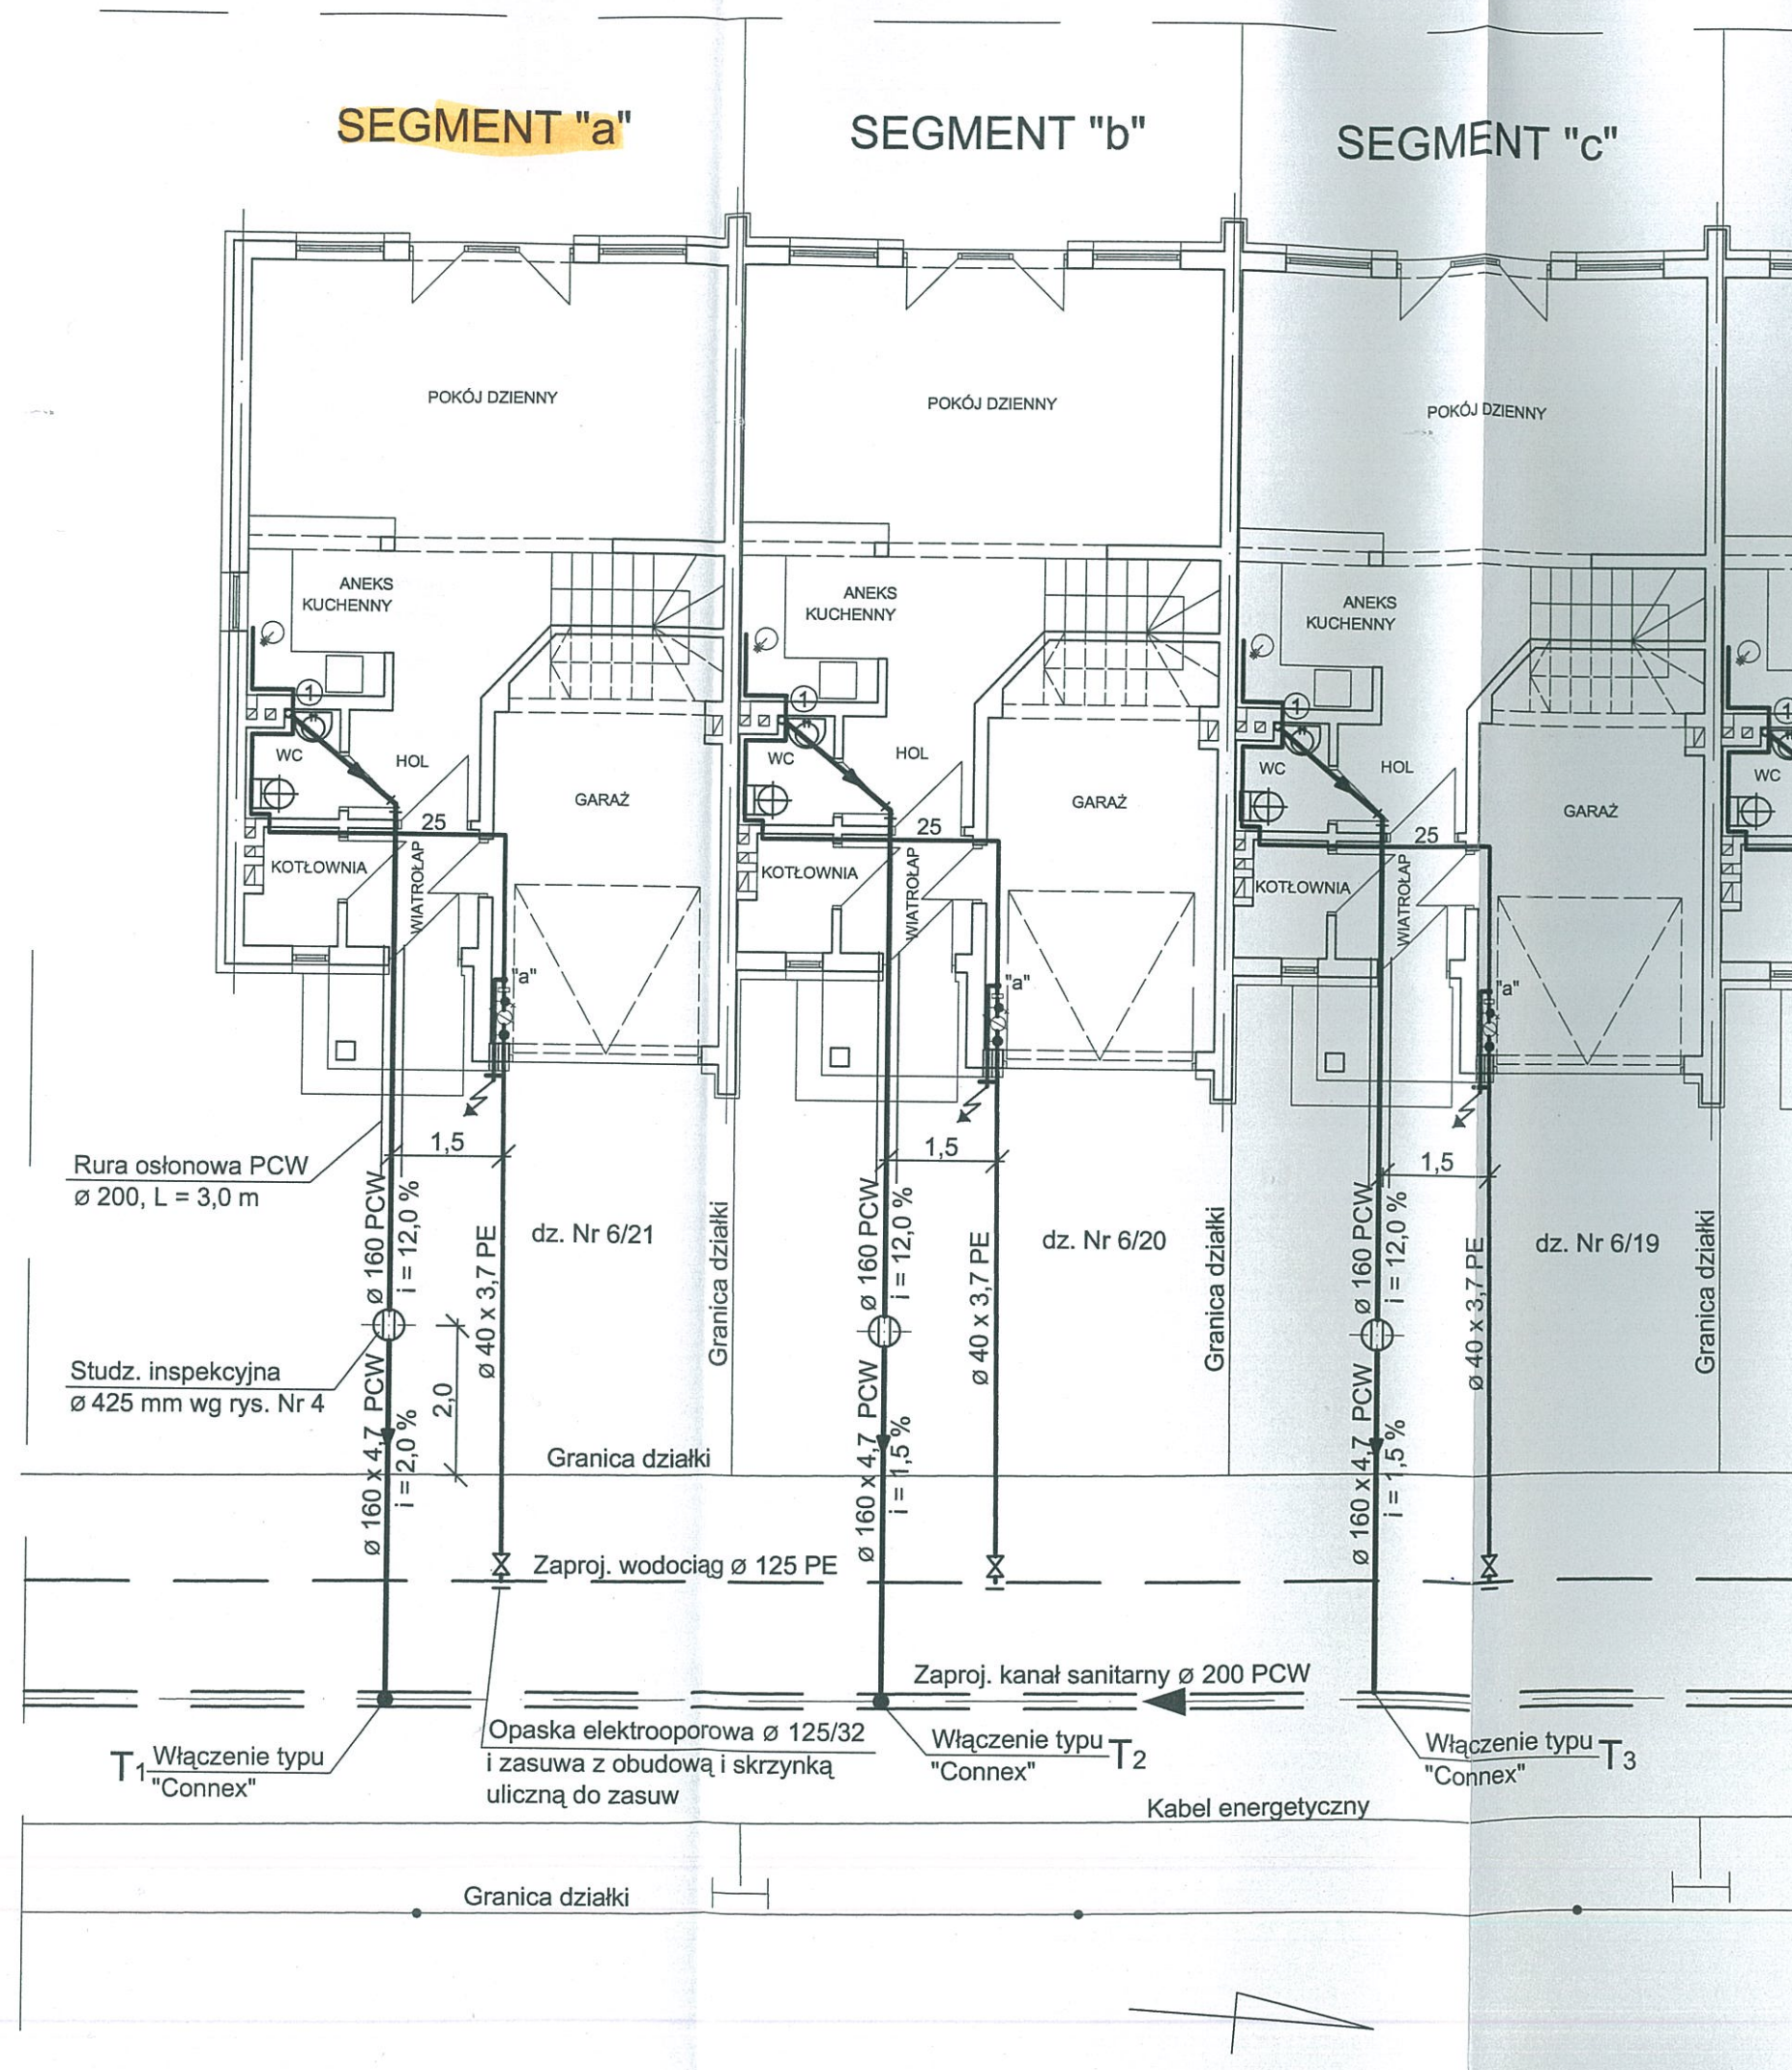 SEGMENT "a"
SEGMENT "b"
SEGMENT "c"
POKÓJ DZIENNY
POKÓJ DZIENNY
POKÓJ DZIENNY
ANEKS
KUCHENNY
ANEKS
KUCHENNY
ANEKS
KUCHENNY
1
1
1
1
WC
HOL
GARAŻ
WC
HOL
GARAŻ
WC
HOL
GARAŻ
WC
25
25
25
KOTŁOWNIA
WIATROŁAP
KOTŁOWNIA
WIATROŁAP
KOTŁOWNIA
WIATROŁAP
"a"
"a"
"a"
1,5
1,5
1,5
Rura osłonowa PCW
ø 200, L = 3,0 m
ø 160 PCW
i = 12,0 %
ø 40 x 3,7 PE
dz. Nr 6/21
Granica działki
ø 160 PCW
i = 12,0 %
ø 40 x 3,7 PE
dz. Nr 6/20
Granica działki
ø 160 PCW
i = 12,0 %
ø 40 x 3,7 PE
dz. Nr 6/19
Granica działki
Studz. inspekcyjna
ø 425 mm wg rys. Nr 4
ø 160 x 4,7 PCW
i = 2,0 %
2,0
ø 160 x 4,7 PCW
i = 1,5 %
ø 160 x 4,7 PCW
i = 1,5 %
Granica działki
Zaproj. wodociąg ø 125 PE
Zaproj. kanał sanitarny ø 200 PCW
T1 Włączenie typu
"Connex"
Opaska elektrooporowa ø 125/32
i zasuwa z obudową i skrzynką
uliczną do zasuw
Włączenie typu T2
"Connex"
Włączenie typu T3
"Connex"
Kabel energetyczny
Granica działki